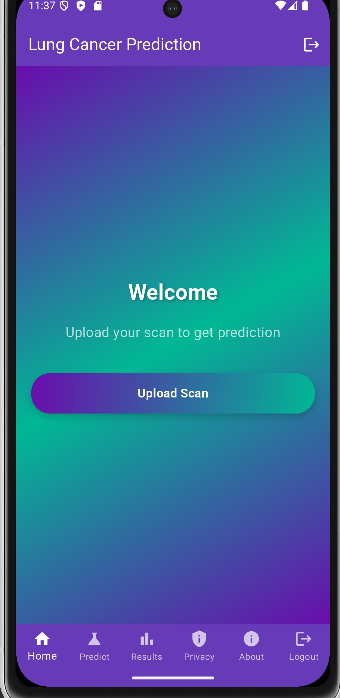 11:37
Lung Cancer Prediction
Welcome
Upload your scan to get prediction
Upload Scan
Home Predict Results Privacy About Logout